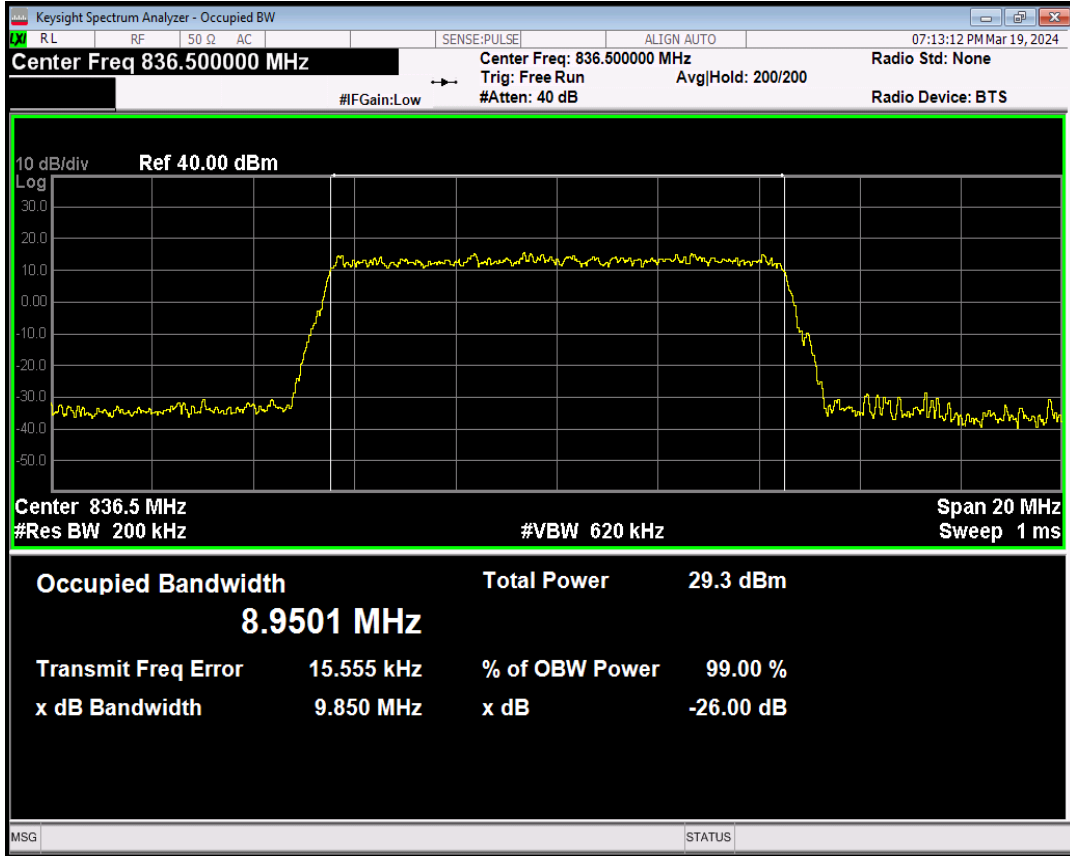 Keysight Spectrum Analyzer - Occupied BW
LXI RL RF 50 Ω AC SENSE:PULSE ALIGN AUTO 07:13:12 PM Mar 19, 2024
Center Freq 836.500000 MHz
Center Freq: 836.500000 MHz
Radio Std: None
Trig: Free Run Avg|Hold: 200/200
#IFGain:Low #Atten: 40 dB Radio Device: BTS
10 dB/div Ref 40.00 dBm
Log
30.0
20.0
10.0
0.00
-10.0
-20.0
-30.0
-40.0
-50.0
Center 836.5 MHz Span 20 MHz
#Res BW 200 kHz #VBW 620 kHz Sweep 1 ms
Occupied Bandwidth Total Power 29.3 dBm
8.9501 MHz
Transmit Freq Error 15.555 kHz % of OBW Power 99.00 %
x dB Bandwidth 9.850 MHz x dB -26.00 dB
MSG STATUS